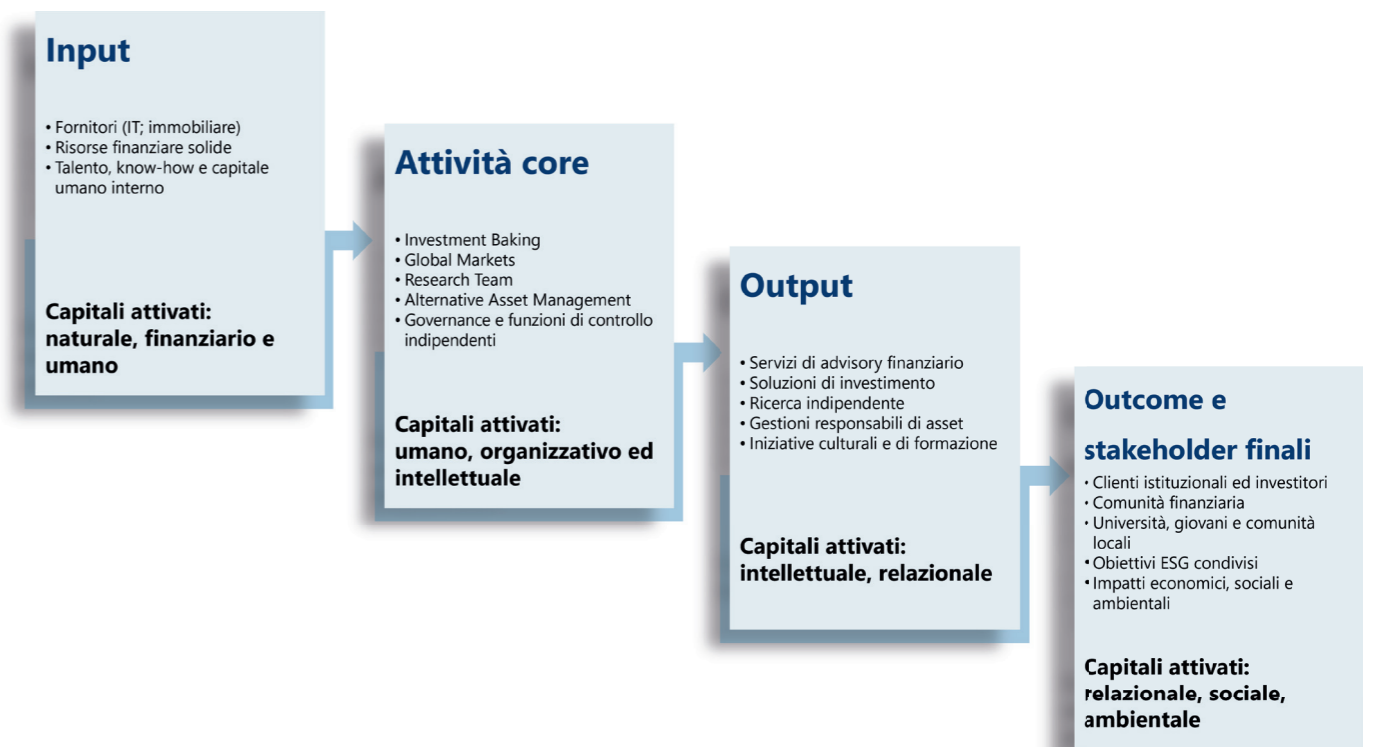 Input
• Fornitori (IT; immobiliare)
• Risorse finanziare solide
• Talento, know-how e capitale
umano interno
Capitali attivati:
naturale, finanziario e
umano
Attività core
• Investment Baking
• Global Markets
• Research Team
• Alternative Asset Management
• Governance e funzioni di controllo
indipendenti
Capitali attivati:
umano, organizzativo ed
intellettuale
Output
• Servizi di advisory finanziario
• Soluzioni di investimento
• Ricerca indipendente
• Gestioni responsabili di asset
• Iniziative culturali e di formazione
Capitali attivati:
intellettuale, relazionale
Outcome e
stakeholder finali
• Clienti istituzionali ed investitori
• Comunità finanziaria
• Università, giovani e comunità
locali
• Obiettivi ESG condivisi
• Impatti economici, sociali e
ambientali
Capitali attivati:
relazionale, sociale,
ambientale